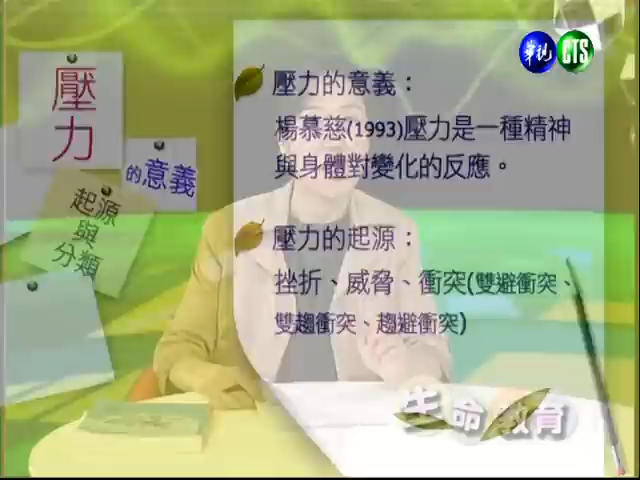 華視 CTS
壓力
的意義
起源與分類
壓力的意義：
楊慕慈(1993)壓力是一種精神
與身體對變化的反應。
壓力的起源：
挫折、威脅、衝突(雙避衝突、
雙趨衝突、趨避衝突)
生命教育